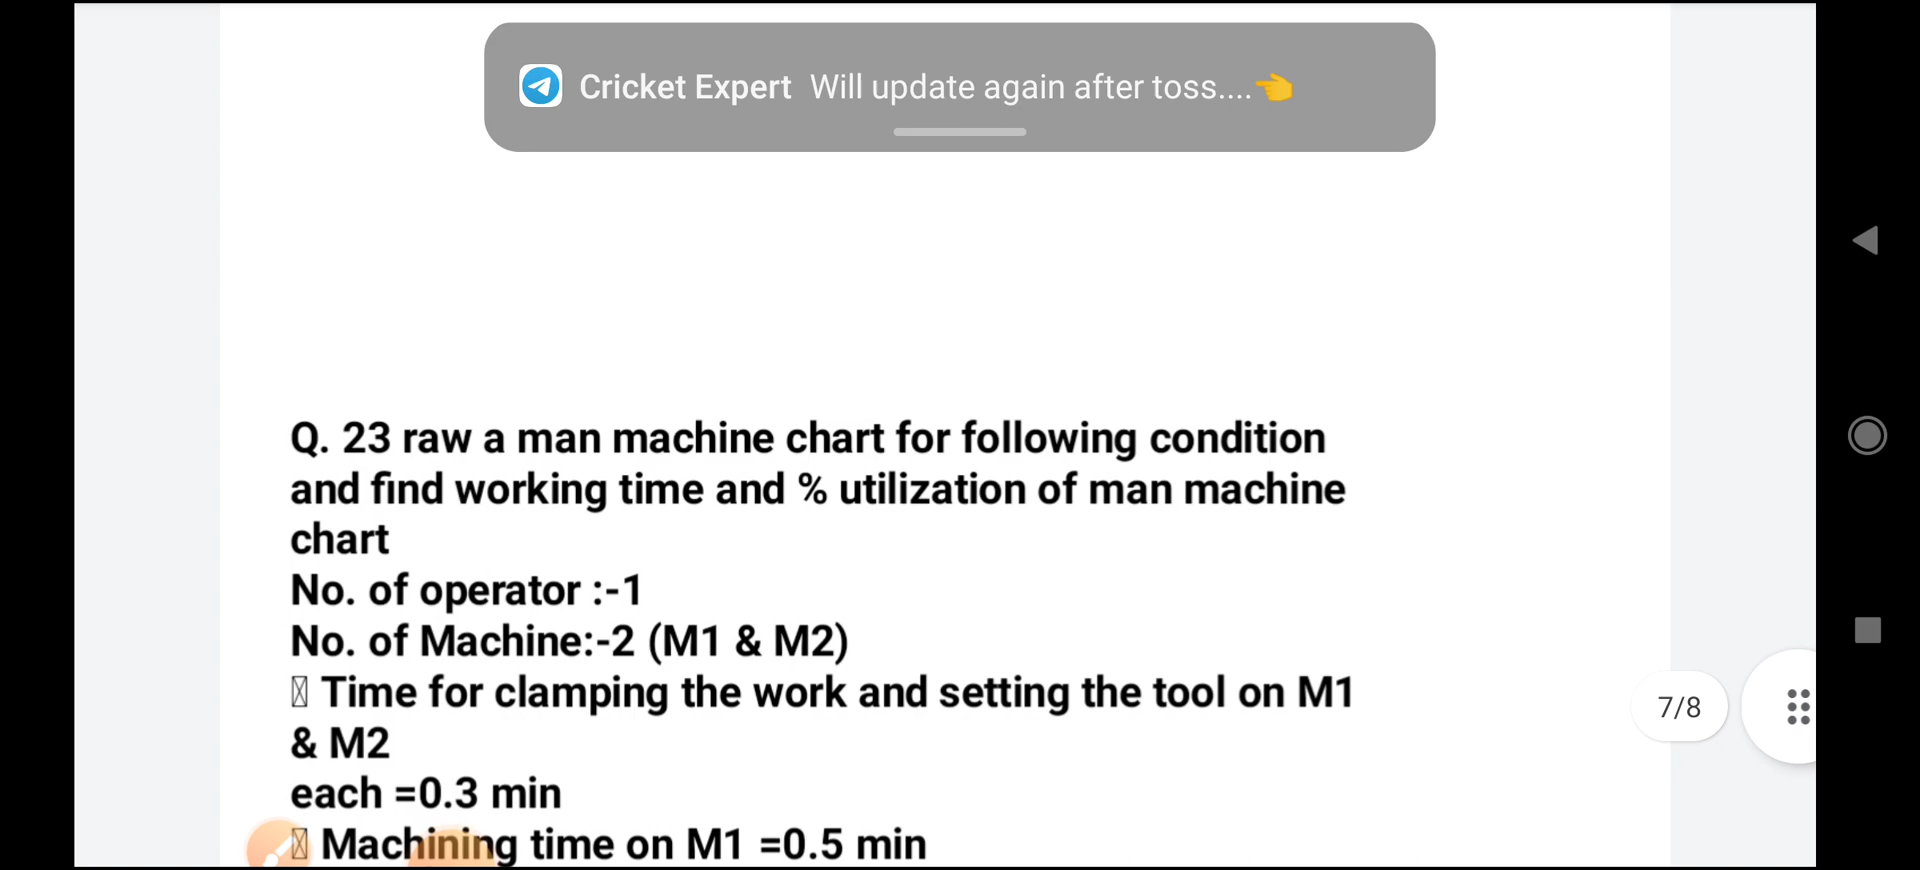 Cricket Expert Will update again after toss....👈
Q. 23 raw a man machine chart for following condition
and find working time and % utilization of man machine
chart
No. of operator :-1
No. of Machine:-2 (M1 & M2)
Time for clamping the work and setting the tool on M1
& M2
each =0.3 min
Machining time on M1 =0.5 min
7/8